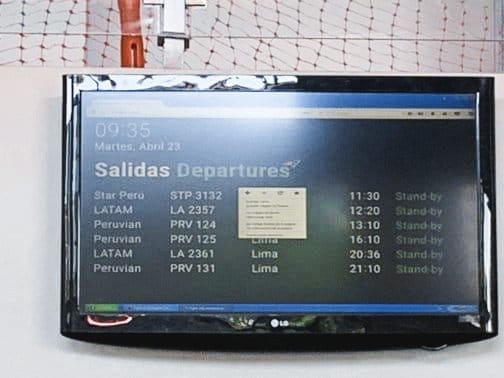 09:35
Martes, Abril 23
Salidas Departures
Star Perú STP 3132 11:30 Stand-by
LATAM LA 2357 12:20 Stand-by
Peruvian PRV 124 13:10 Stand-by
Peruvian PRV 125 Lima 16:10 Stand-by
LATAM LA 2361 Lima 20:36 Stand-by
Peruvian PRV 131 Lima 21:10 Stand-by
LG